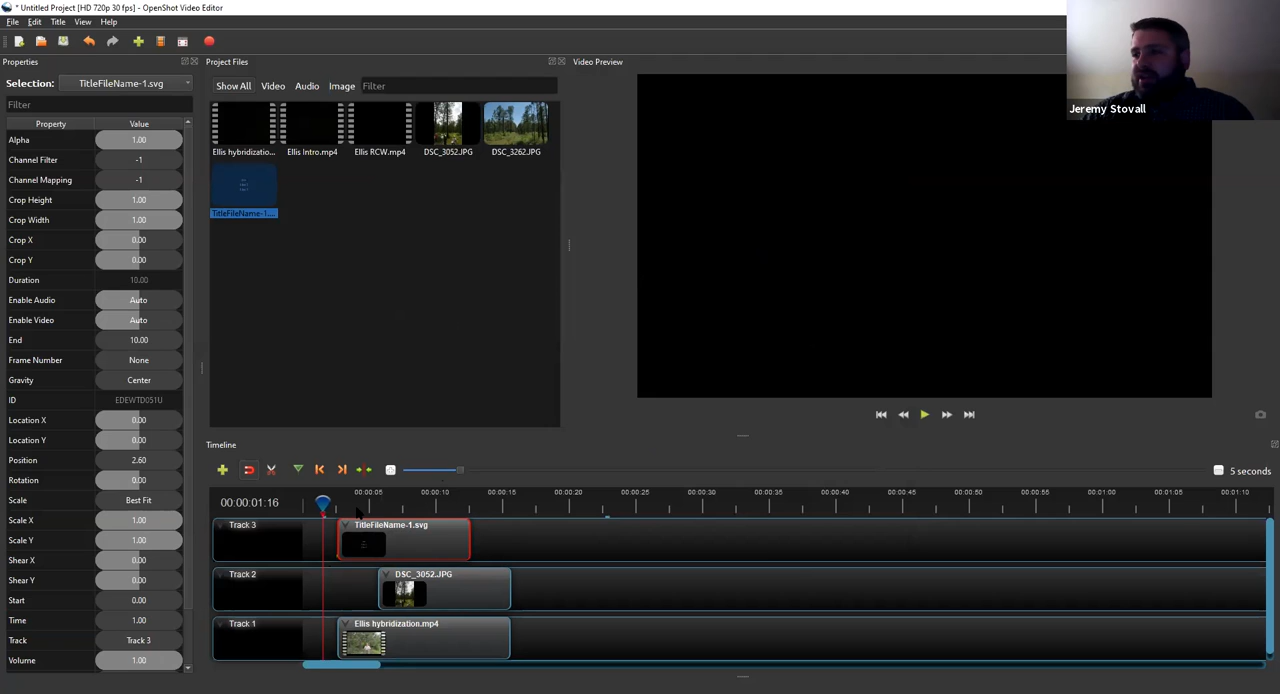 * Untitled Project [HD 720p 30 fps] - OpenShot Video Editor
File Edit Title View Help
Properties
Selection: TitleFileName-1.svg
Filter
Property Value
Alpha 1.00
Channel Filter -1
Channel Mapping -1
Crop Height 1.00
Crop Width 1.00
Crop X 0.00
Crop Y 0.00
Duration 10.00
Enable Audio Auto
Enable Video Auto
End 10.00
Frame Number None
Gravity Center
ID EDEWTD051U
Location X 0.00
Location Y 0.00
Position 2.60
Rotation 0.00
Scale Best Fit
Scale X 1.00
Scale Y 1.00
Shear X 0.00
Shear Y 0.00
Start 0.00
Time 1.00
Track Track 3
Volume 1.00
Project Files
Show All Video Audio Image Filter
Ellis hybridizatio... Ellis Intro.mp4 Ellis RCW.mp4 DSC_3052.JPG DSC_3262.JPG
TitleFileName-1....
Video Preview
Jeremy Stovall
Timeline
5 seconds
00:00:01:16
00:00:05 00:00:10 00:00:15 00:00:20 00:00:25 00:00:30 00:00:35 00:00:40 00:00:45 00:00:50 00:00:55 00:01:00 00:01:05 00:01:10
Track 3 TitleFileName-1.svg
Track 2 DSC_3052.JPG
Track 1 Ellis hybridization.mp4